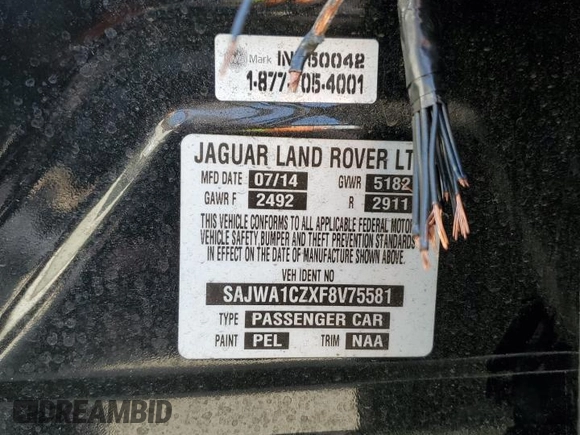 Mark
1-877-705-4001
JAGUAR LAND ROVER LT
MFD DATE 07/14 GVWR 5182
GAWR F 2492 R 2911
THIS VEHICLE CONFORMS TO ALL APPLICABLE FEDERAL MOTOR
VEHICLE SAFETY, BUMPER AND THEFT PREVENTION STANDARDS
IN EFFECT ON THE DATE OF MANUFACTURE SHOWN ABOVE.
VEH IDENT NO
SAJWA1CZXF8V75581
TYPE PASSENGER CAR
PAINT PEL TRIM NAA
DREAMBID